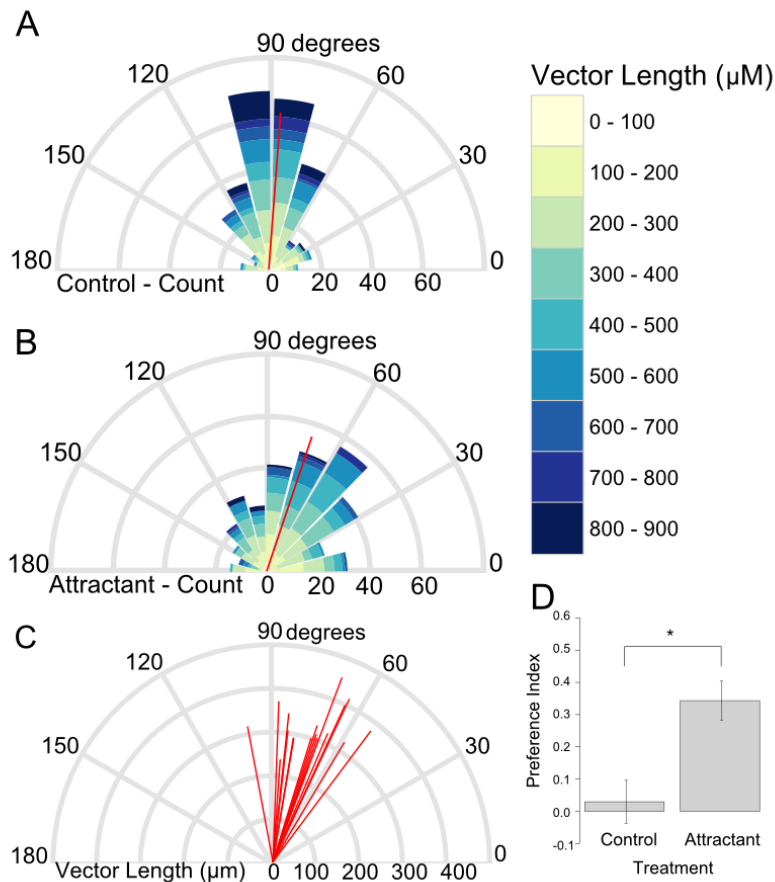 A
90 degrees
120
60
150
30
180
0
Control - Count
0 20 40 60
Vector Length (µM)
0 - 100
100 - 200
200 - 300
300 - 400
400 - 500
500 - 600
600 - 700
700 - 800
800 - 900
B
90 degrees
120
60
150
30
180
0
Attractant - Count
0 20 40 60
C
90 degrees
120
60
150
30
180
0
Vector Length (µm)
0 100 200 300 400
D
0.6
0.5
0.4
0.3
0.2
0.1
0.0
-0.1
Preference Index
*
Control Attractant
Treatment